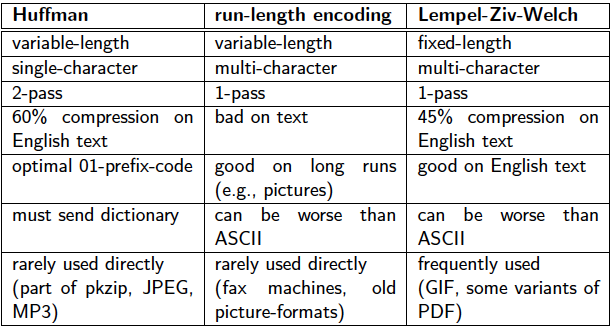 Huffman run-length encoding Lempel-Ziv-Welch
variable-length variable-length fixed-length
single-character multi-character multi-character
2-pass 1-pass 1-pass
60% compression on bad on text 45% compression on
English text English text
optimal 01-prefix-code good on long runs good on English text
(e.g., pictures)
must send dictionary can be worse than can be worse than
ASCII ASCII
rarely used directly rarely used directly frequently used
(part of pkzip, JPEG, (fax machines, old (GIF, some variants of
MP3) picture-formats) PDF)